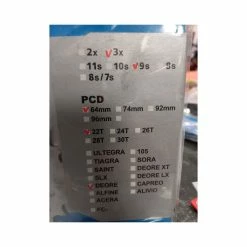 2x 3x
11s 10s 9s 8s
8s/7s
PCD
64mm 74mm 92mm
96mm
22T 24T 26T
28T 30T
ULTEGRA 105
TIAGRA SORA
SAINT DEORE XT
SLX DEORE LX
DEORE CAPREO
ALFINE ALIVIO
ACERA
FC-